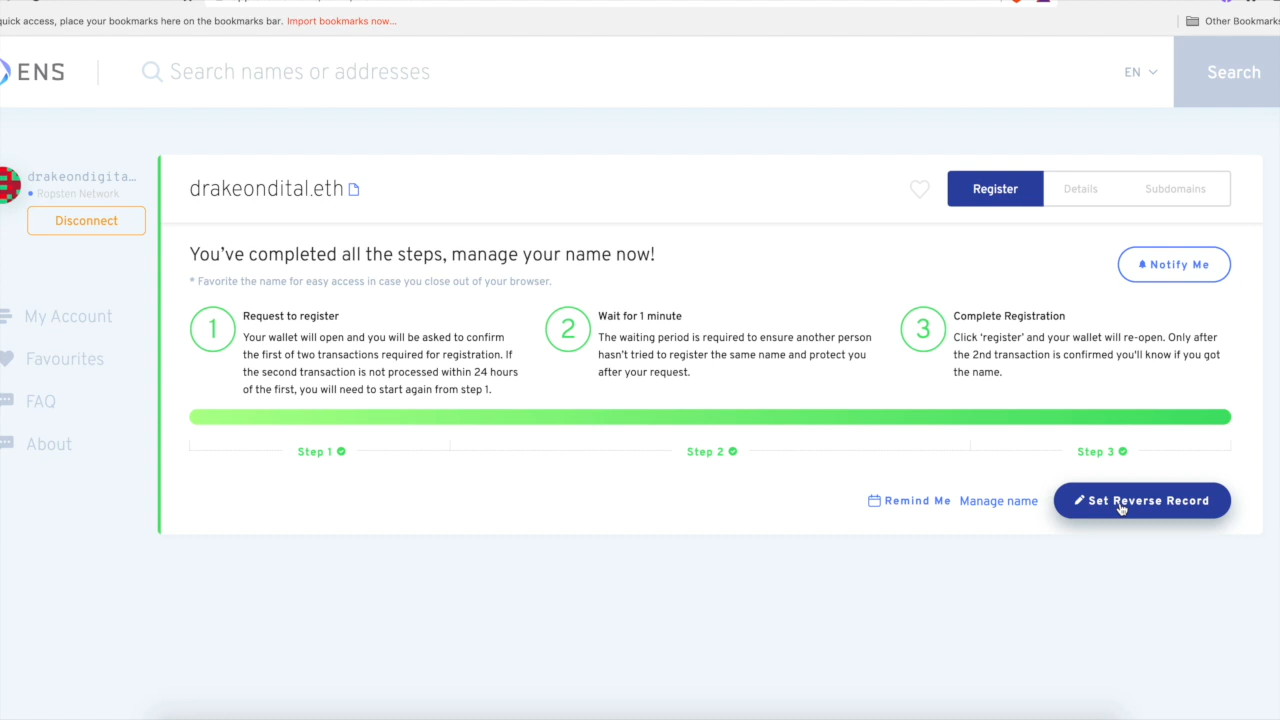 quick access, place your bookmarks here on the bookmarks bar. Import bookmarks now...
Other Bookmarks
ENS
Search names or addresses
EN
Search
drakeondigita...
Ropsten Network
Disconnect
My Account
Favourites
FAQ
About
drakeondital.eth
Register
Details
Subdomains
You've completed all the steps, manage your name now!
* Favorite the name for easy access in case you close out of your browser.
Notify Me
1
Request to register
Your wallet will open and you will be asked to confirm
the first of two transactions required for registration. If
the second transaction is not processed within 24 hours
of the first, you will need to start again from step 1.
2
Wait for 1 minute
The waiting period is required to ensure another person
hasn't tried to register the same name and protect you
after your request.
3
Complete Registration
Click 'register' and your wallet will re-open. Only after
the 2nd transaction is confirmed you'll know if you got
the name.
Step 1
Step 2
Step 3
Remind Me
Manage name
Set Reverse Record